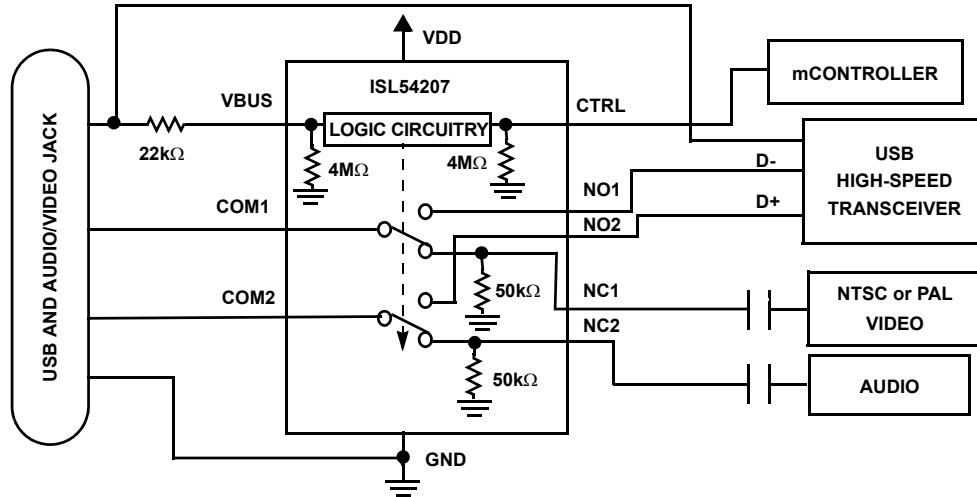 VDD
mCONTROLLER
ISL54207
VBUS
CTRL
LOGIC CIRCUITRY
22kΩ
4MΩ
4MΩ
USB
HIGH-SPEED
TRANSCEIVER
D-
D+
NO1
NO2
COM1
50kΩ
NC1
NTSC or PAL
VIDEO
COM2
NC2
50kΩ
AUDIO
GND
USB AND AUDIO/VIDEO JACK